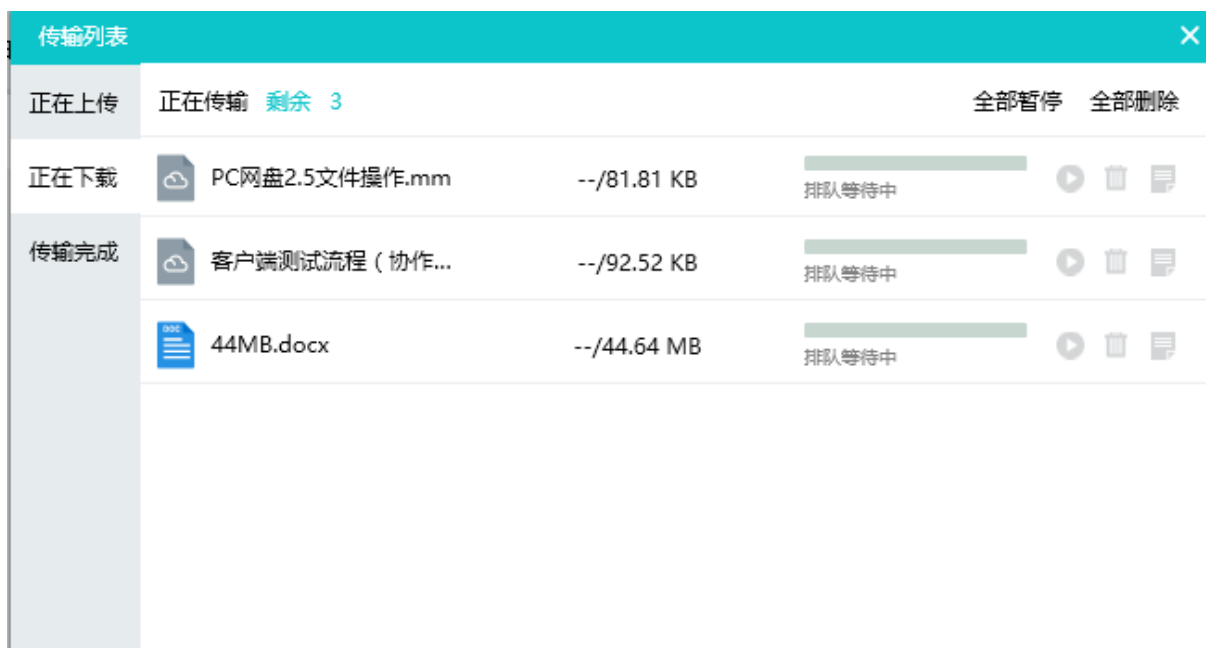 传输列表
正在上传
正在传输 剩余 3 全部暂停 全部删除
正在下载
PC网盘2.5文件操作.mm --/81.81 KB 排队等待中
传输完成
客户端测试流程（协作... --/92.52 KB 排队等待中
DOC 44MB.docx --/44.64 MB 排队等待中